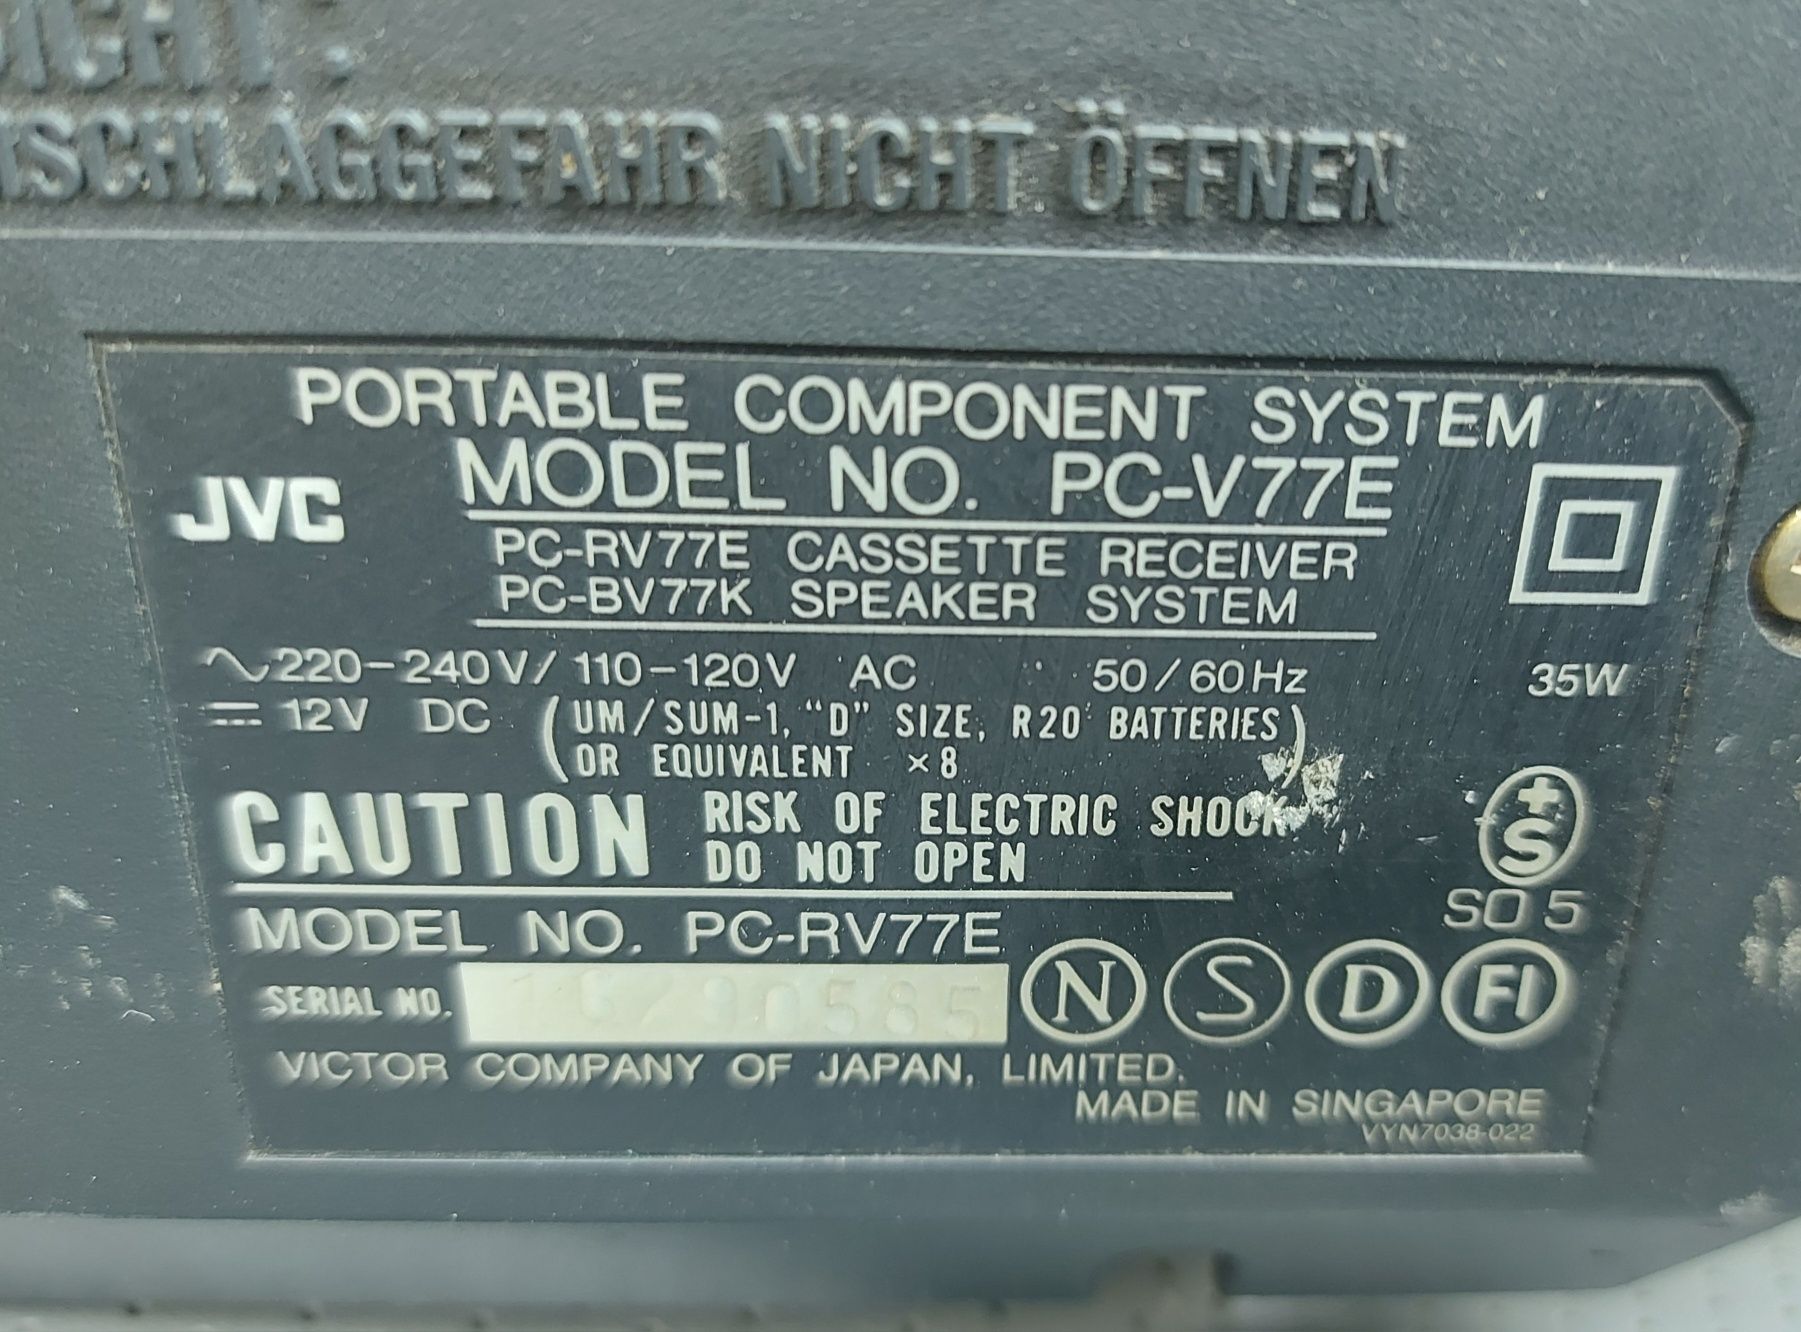 NICHT ÖFFNEN
PORTABLE COMPONENT SYSTEM
MODEL NO. PC-V77E
JVC
PC-RV77E CASSETTE RECEIVER
PC-BV77K SPEAKER SYSTEM
220-240V/110-120V AC 50/60Hz 35W
12V DC (UM/SUM-1, "D" SIZE, R20 BATTERIES)
OR EQUIVALENT ×8
CAUTION RISK OF ELECTRIC SHOCK
DO NOT OPEN
+S
SO 5
MODEL NO. PC-RV77E
SERIAL NO.
N S D FI
VICTOR COMPANY OF JAPAN, LIMITED.
MADE IN SINGAPORE
VYN7038-022